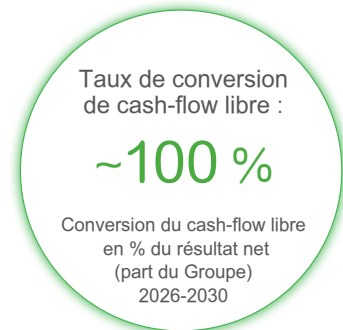 Taux de conversion
de cash-flow libre :
~100 %
Conversion du cash-flow libre
en % du résultat net
(part du Groupe)
2026-2030